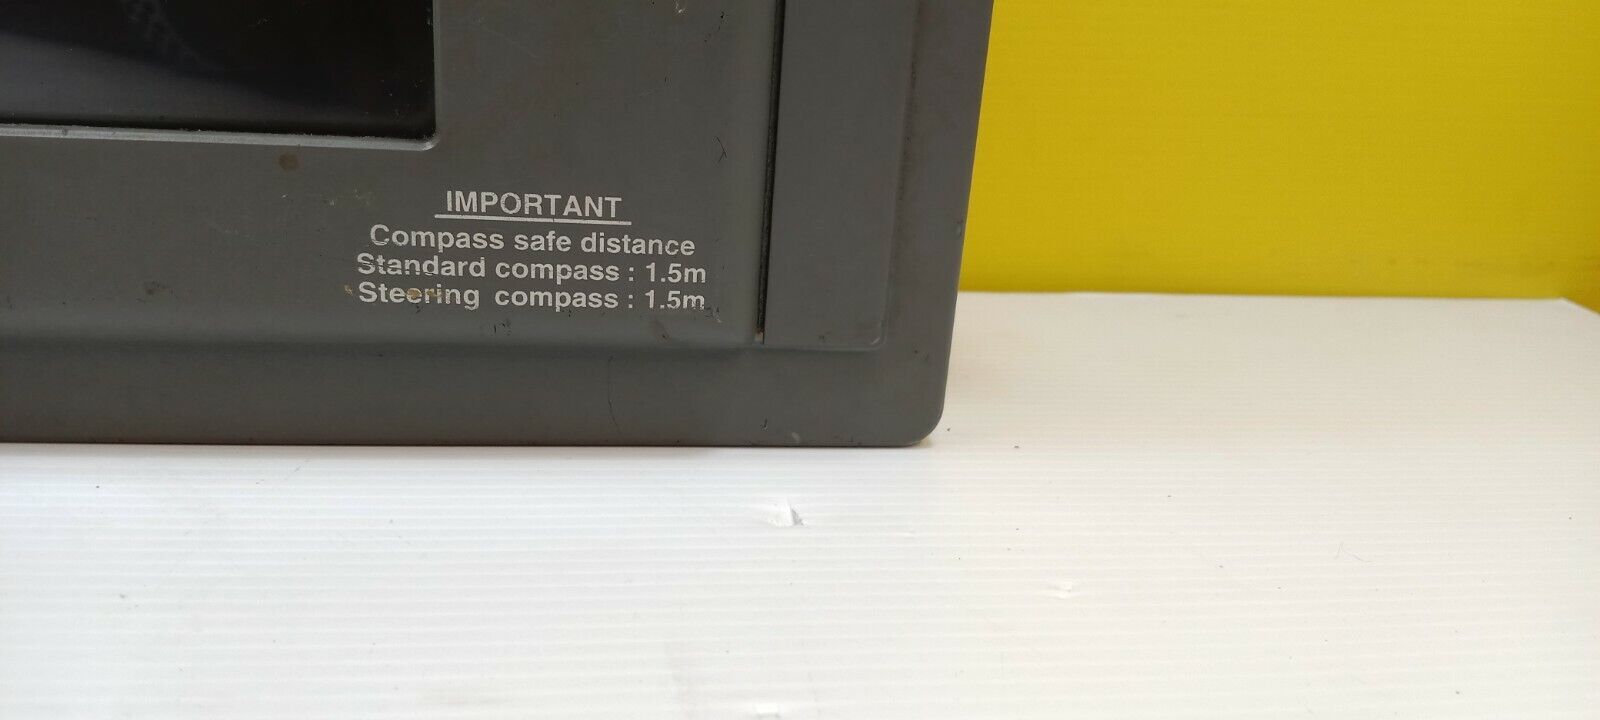 IMPORTANT
Compass safe distance
Standard compass : 1.5m
Steering compass : 1.5m